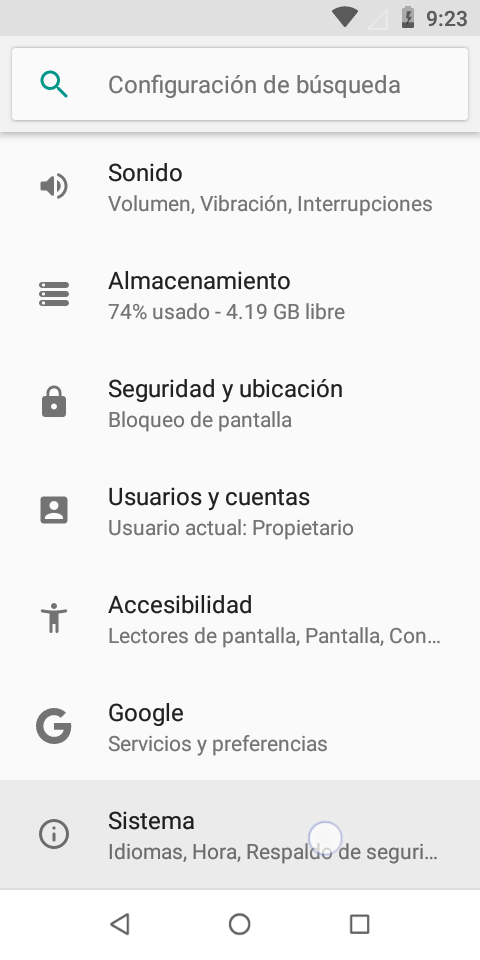 9:23
Configuración de búsqueda
Sonido
Volumen, Vibración, Interrupciones
Almacenamiento
74% usado - 4.19 GB libre
Seguridad y ubicación
Bloqueo de pantalla
Usuarios y cuentas
Usuario actual: Propietario
Accesibilidad
Lectores de pantalla, Pantalla, Con…
Google
Servicios y preferencias
Sistema
Idiomas, Hora, Respaldo de seguri…